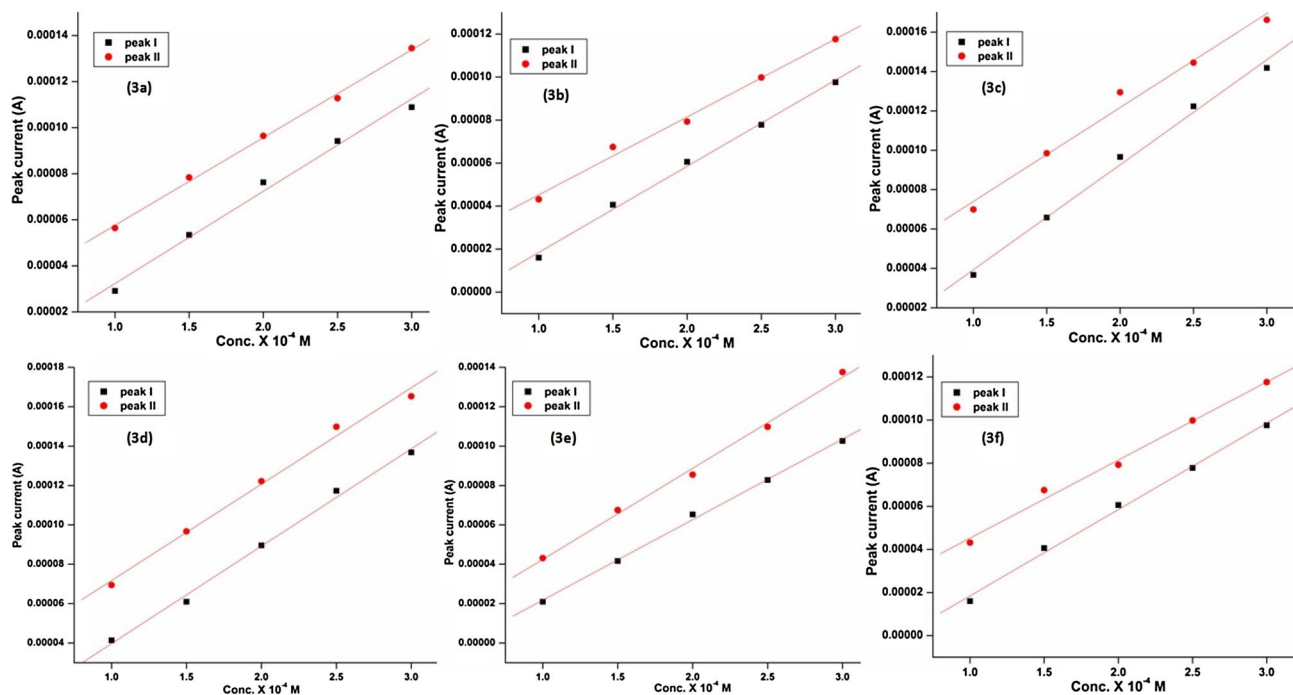 0.00014
0.00012
0.00010
0.00008
0.00006
0.00004
0.00002
Peak current (A)
peak I
peak II
(3a)
1.0 1.5 2.0 2.5 3.0
Conc. X 10⁻⁴ M
0.00012
0.00010
0.00008
0.00006
0.00004
0.00002
0.00000
Peak current (A)
peak I
peak II
(3b)
1.0 1.5 2.0 2.5 3.0
Conc. X 10⁻⁴ M
0.00016
0.00014
0.00012
0.00010
0.00008
0.00006
0.00004
0.00002
Peak current (A)
peak I
peak II
(3c)
1.0 1.5 2.0 2.5 3.0
Conc. X 10⁻⁴ M
0.00018
0.00016
0.00014
0.00012
0.00010
0.00008
0.00006
0.00004
Peak current (A)
peak I
peak II
(3d)
1.0 1.5 2.0 2.5 3.0
Conc. X 10⁻⁴ M
0.00014
0.00012
0.00010
0.00008
0.00006
0.00004
0.00002
0.00000
Peak current (A)
peak I
peak II
(3e)
1.0 1.5 2.0 2.5 3.0
Conc. X 10⁻⁴ M
0.00012
0.00010
0.00008
0.00006
0.00004
0.00002
0.00000
Peak current (A)
peak I
peak II
(3f)
1.0 1.5 2.0 2.5 3.0
Conc. X 10⁻⁴ M